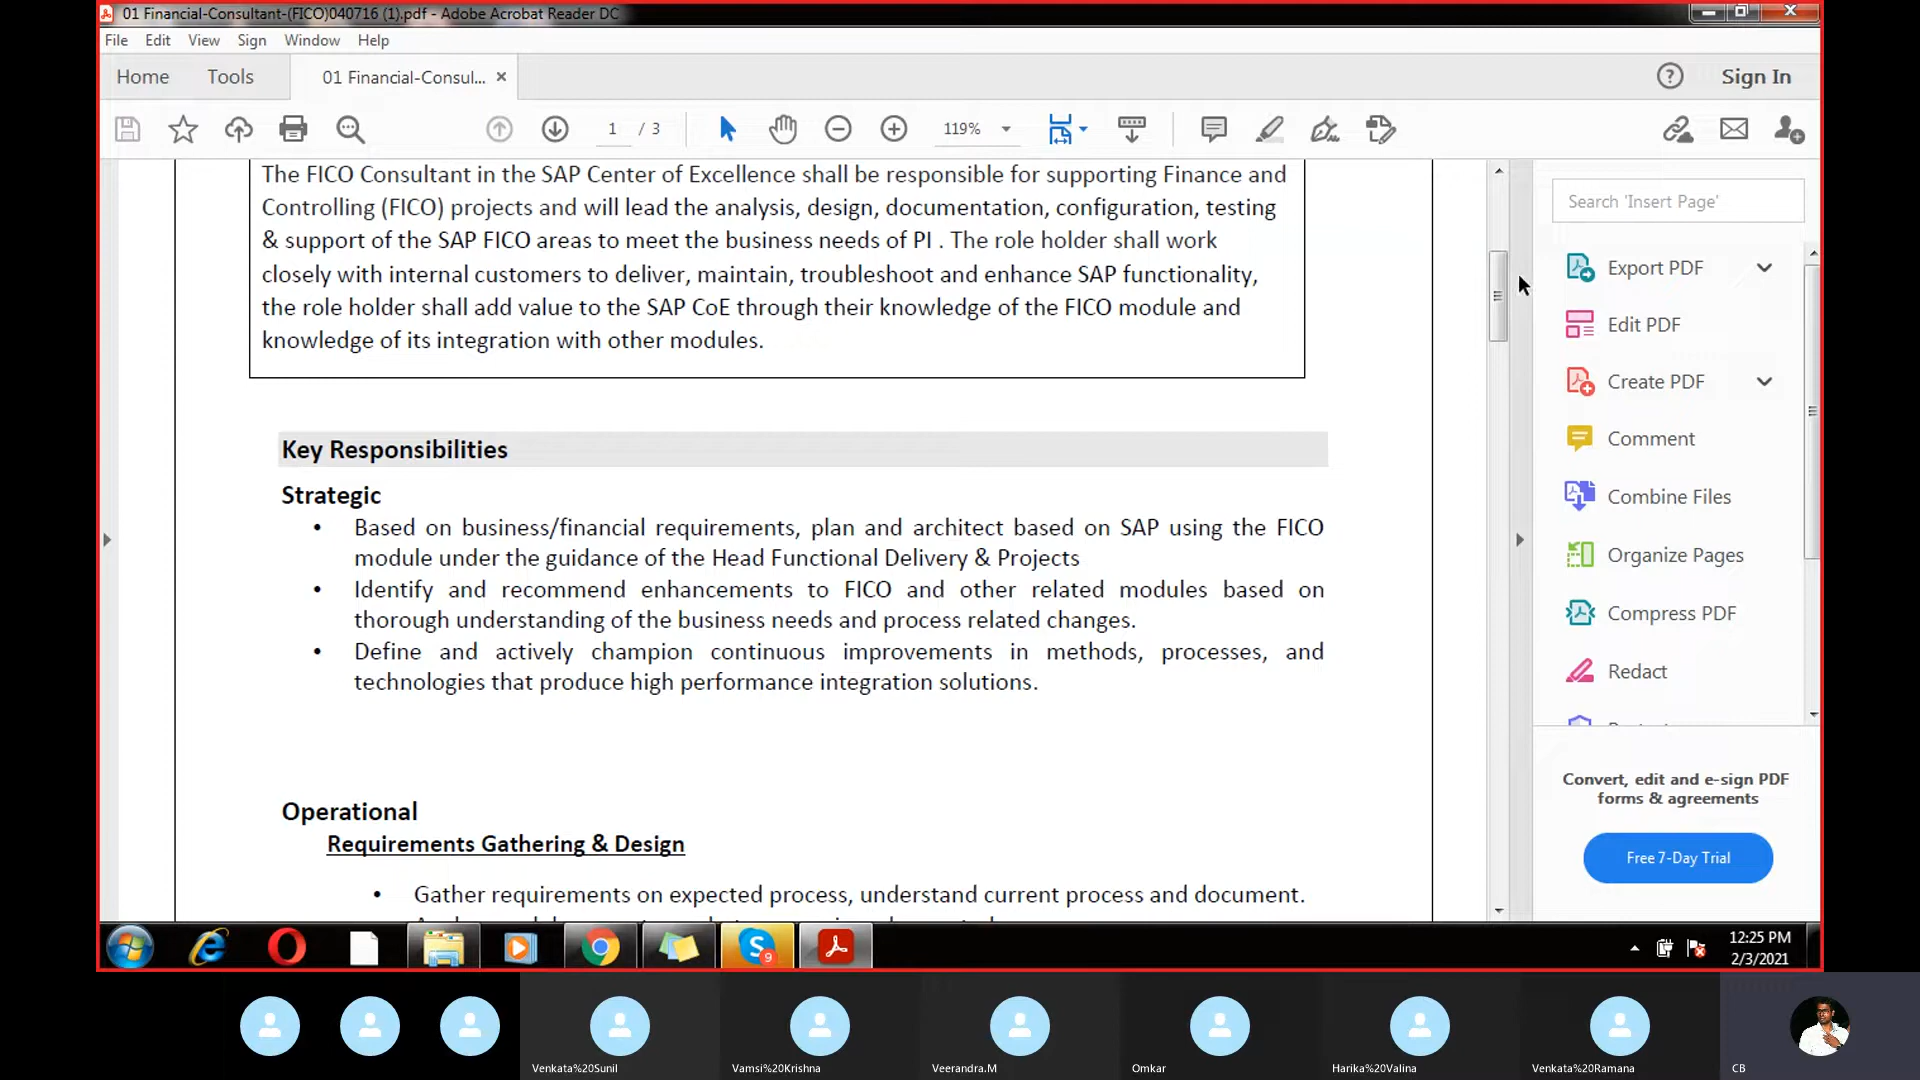 01 Financial-Consultant-(FICO)040716 (1).pdf - Adobe Acrobat Reader DC
File Edit View Sign Window Help
Home Tools 01 Financial-Consul... × Sign In
1 / 3 119%
The FICO Consultant in the SAP Center of Excellence shall be responsible for supporting Finance and
Controlling (FICO) projects and will lead the analysis, design, documentation, configuration, testing
& support of the SAP FICO areas to meet the business needs of PI . The role holder shall work
closely with internal customers to deliver, maintain, troubleshoot and enhance SAP functionality,
the role holder shall add value to the SAP CoE through their knowledge of the FICO module and
knowledge of its integration with other modules.
Key Responsibilities
Strategic
• Based on business/financial requirements, plan and architect based on SAP using the FICO
module under the guidance of the Head Functional Delivery & Projects
• Identify and recommend enhancements to FICO and other related modules based on
thorough understanding of the business needs and process related changes.
• Define and actively champion continuous improvements in methods, processes, and
technologies that produce high performance integration solutions.
Operational
Requirements Gathering & Design
• Gather requirements on expected process, understand current process and document.
Search 'Insert Page'
Export PDF
Edit PDF
Create PDF
Comment
Combine Files
Organize Pages
Compress PDF
Redact
Convert, edit and e-sign PDF
forms & agreements
Free 7-Day Trial
9
12:25 PM
2/3/2021
Venkata%20Sunil Vamsi%20Krishna Veerandra.M Omkar Harika%20Valina Venkata%20Ramana CB